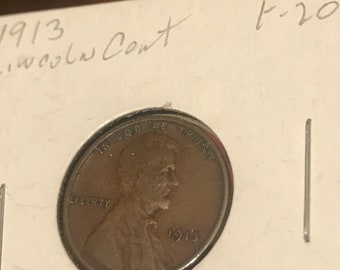 1913 F-20
Lincoln Cent
IN GOD WE TRUST
LIBERTY 1913